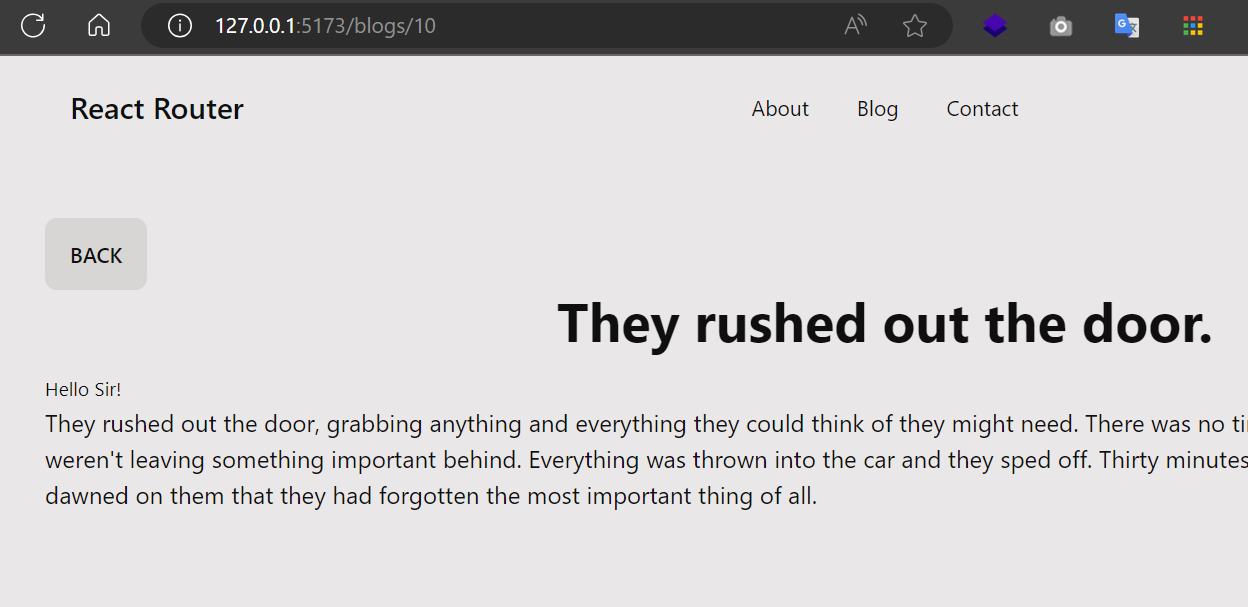 127.0.0.1:5173/blogs/10
React Router
About Blog Contact
BACK
They rushed out the door.
Hello Sir!
They rushed out the door, grabbing anything and everything they could think of they might need. There was no
weren't leaving something important behind. Everything was thrown into the car and they sped off. Thirty minutes
dawned on them that they had forgotten the most important thing of all.